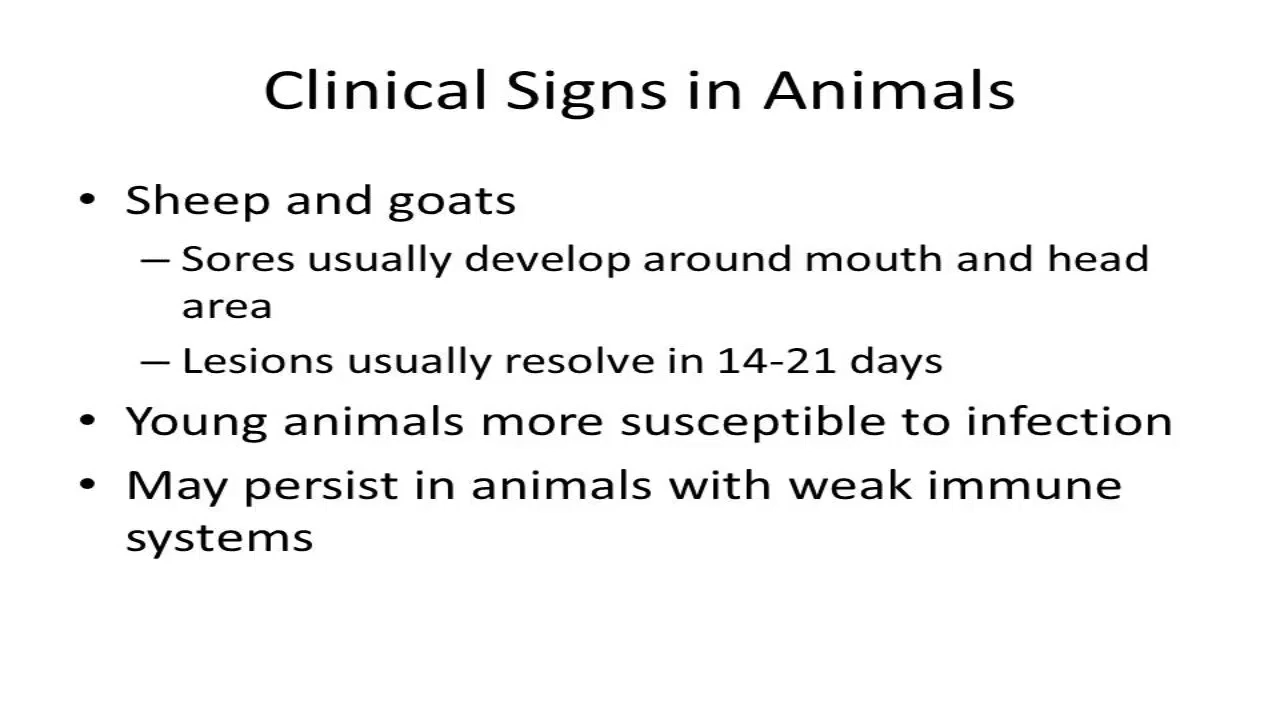 Clinical Signs in Animals
• Sheep and goats
– Sores usually develop around mouth and head
area
– Lesions usually resolve in 14-21 days
• Young animals more susceptible to infection
• May persist in animals with weak immune
systems